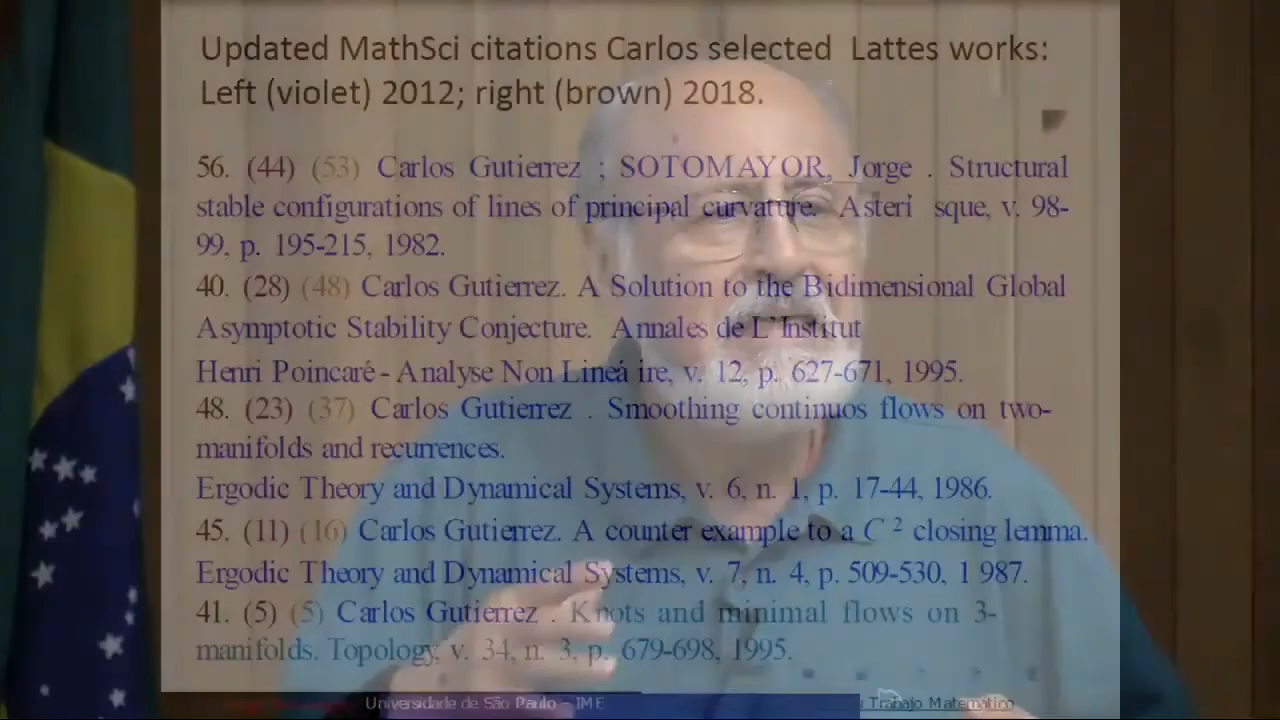 Updated MathSci citations Carlos selected Lattes works:
Left (violet) 2012; right (brown) 2018.
56. (44) (53) Carlos Gutierrez ; SOTOMAYOR, Jorge . Structural
stable configurations of lines of principal curvature. Asteri sque, v. 98-
99, p. 195-215, 1982.
40. (28) (48) Carlos Gutierrez. A Solution to the Bidimensional Global
Asymptotic Stability Conjecture. Annales de L'Institut
Henri Poincaré - Analyse Non Lineá ire, v. 12, p. 627-671, 1995.
48. (23) (37) Carlos Gutierrez . Smoothing continuos flows on two-
manifolds and recurrences.
Ergodic Theory and Dynamical Systems, v. 6, n. 1, p. 17-44, 1986.
45. (11) (16) Carlos Gutierrez. A counter example to a C ² closing lemma.
Ergodic Theory and Dynamical Systems, v. 7, n. 4, p. 509-530, 1 987.
41. (5) (5) Carlos Gutierrez . Knots and minimal flows on 3-
manifolds. Topology, v. 34, n. 3, p. 679-698, 1995.
Universidade de São Paulo – IME Trabajo Matemático